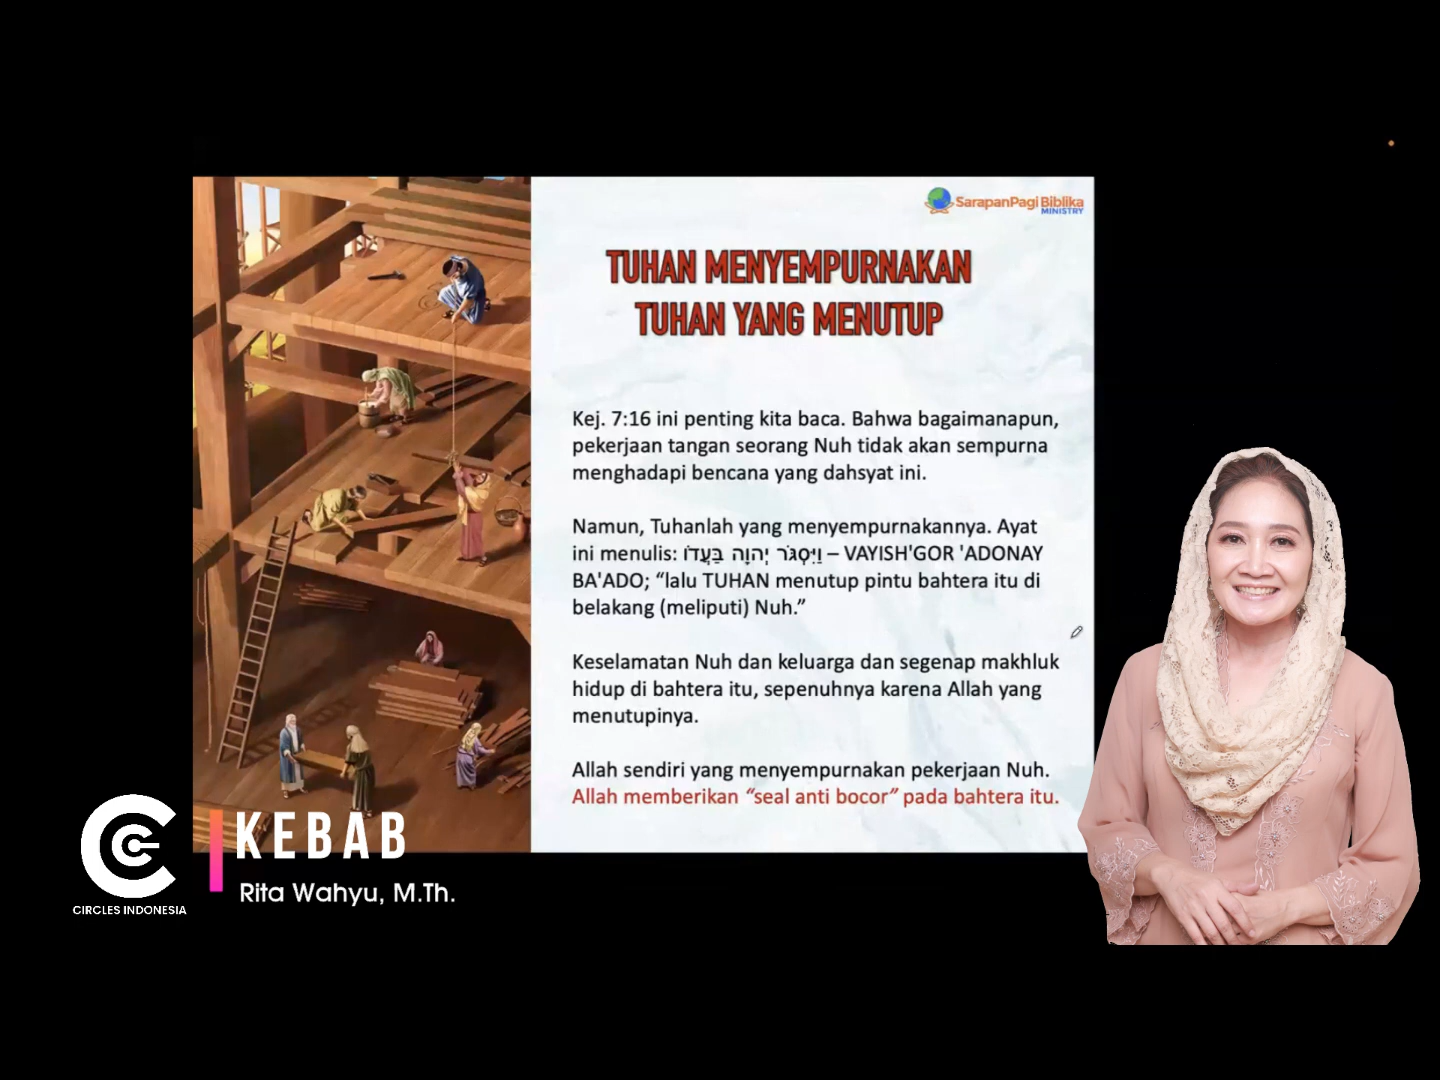 SarapanPagi Biblika
MINISTRY
TUHAN MENYEMPURNAKAN
TUHAN YANG MENUTUP
Kej. 7:16 ini penting kita baca. Bahwa bagaimanapun,
pekerjaan tangan seorang Nuh tidak akan sempurna
menghadapi bencana yang dahsyat ini.
Namun, Tuhanlah yang menyempurnakannya. Ayat
ini menulis: וַיִּסְגֹּר יְהוָה בַּעֲדוֹ – VAYISH'GOR 'ADONAY
BA'ADO; “lalu TUHAN menutup pintu bahtera itu di
belakang (meliputi) Nuh.”
Keselamatan Nuh dan keluarga dan segenap makhluk
hidup di bahtera itu, sepenuhnya karena Allah yang
menutupinya.
Allah sendiri yang menyempurnakan pekerjaan Nuh.
Allah memberikan “seal anti bocor” pada bahtera itu.
KEBAB
Rita Wahyu, M.Th.
CIRCLES INDONESIA